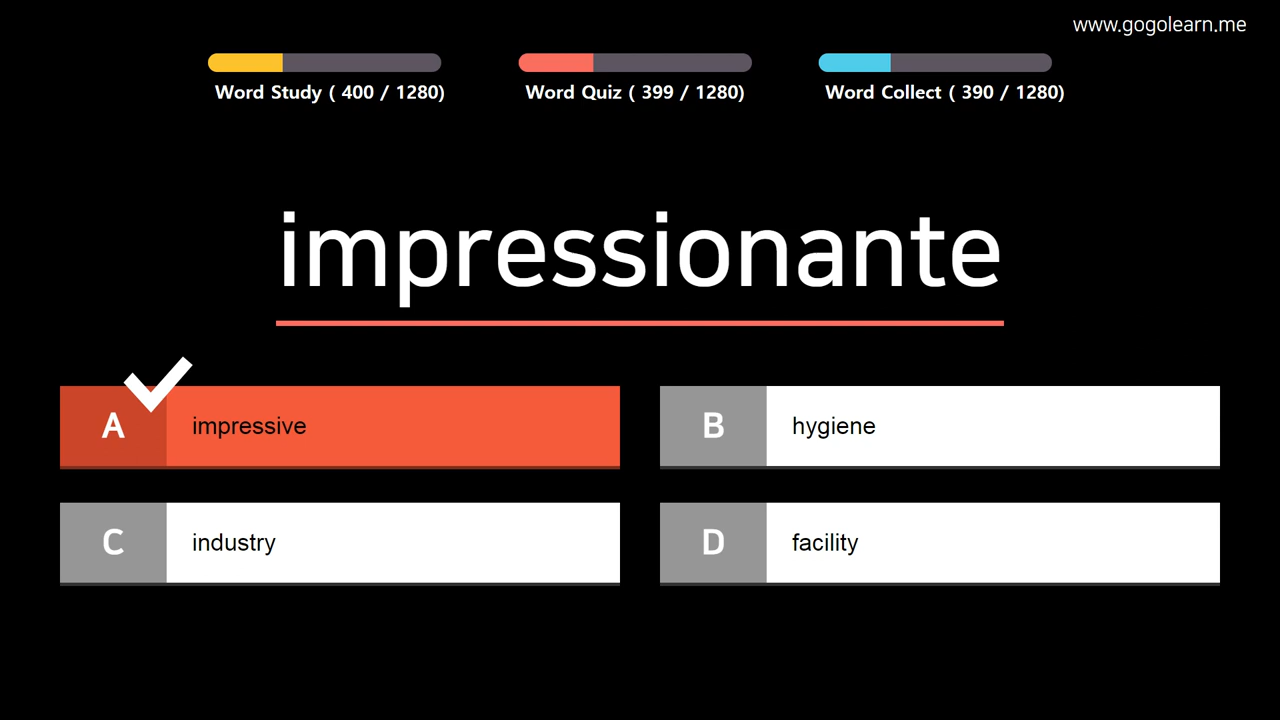 www.gogolearn.me
Word Study ( 400 / 1280)
Word Quiz ( 399 / 1280)
Word Collect ( 390 / 1280)
impressionante
A impressive
B hygiene
C industry
D facility